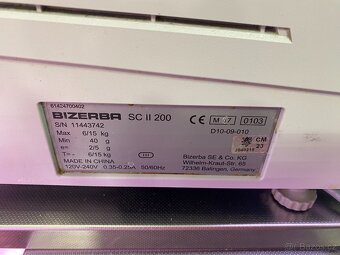 61424700402
BIZERBA SC II 200
S/N 11443742
Max 6/15 kg
Min 40 g
e= 2/5 g
T=- 6/15 kg
MADE IN CHINA
120V-240V 0.35-0.25A 50/60Hz
CE M 0103
D10-09-010
CM
23
Bizerba SE & Co. KG
Wilhelm-Kraut-Str. 65
72336 Balingen, Germany